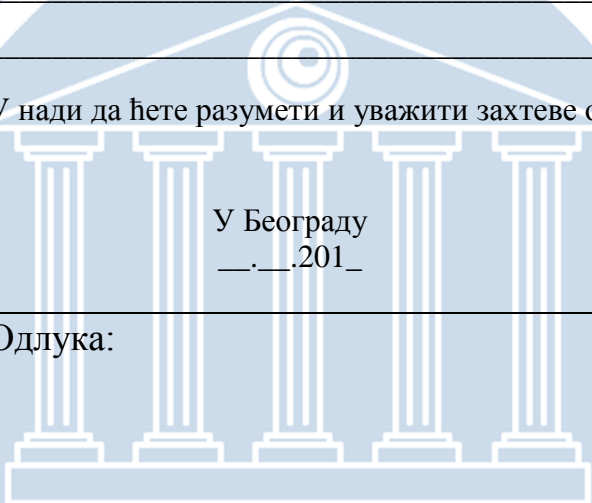 У нади да ћете разумети и уважити захтеве
У Београду
__.__.201_
Одлука: